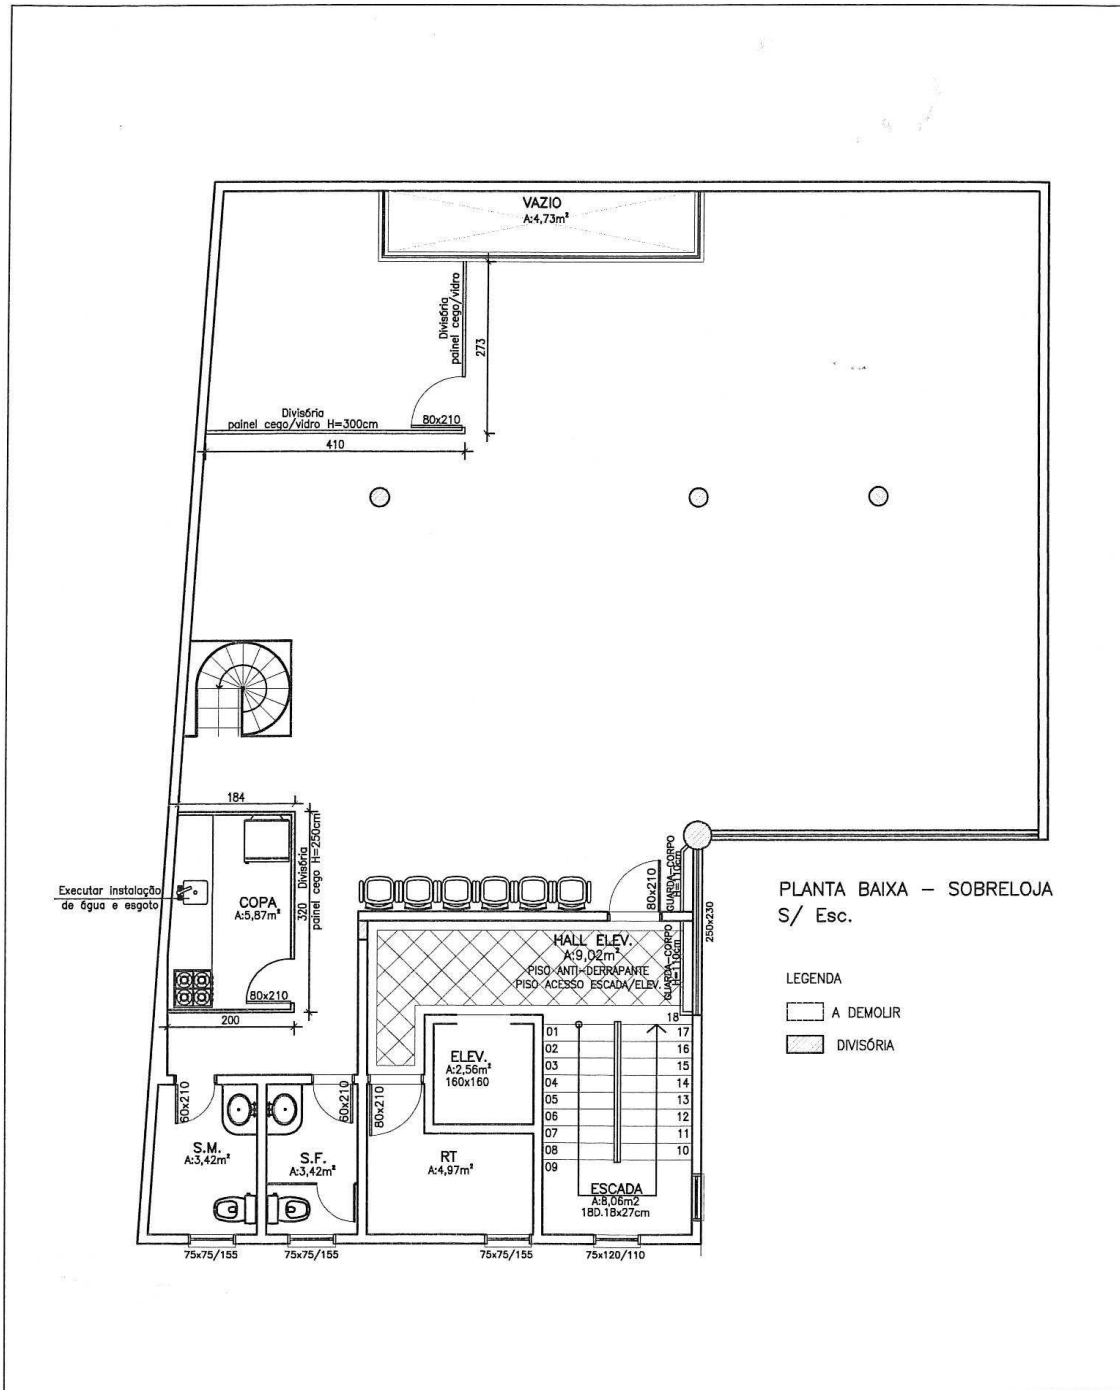 VAZIO
A:4,73m²
Divisória
painel cego/vidro
273
80x210
Divisória
painel cego/vidro H=300cm
410
184
Divisória
painel cego H=250cm
320
Executar instalação
de água e esgoto
COPA
A:5,87m²
80x210
200
80x210
GUARDA-CORPO
H=110cm
250x230
PLANTA BAIXA – SOBRELOJA
S/ Esc.
HALL ELEV.
A:9,02m²
PISO ANTI-DERRAPANTE
PISO ACESSO ESCADA/ELEV.
GUARDA-CORPO
H=110cm
LEGENDA
A DEMOLIR
DIVISÓRIA
18
01 17
02 16
03 15
04 14
05 13
06 12
07 11
08 10
09
ELEV.
A:2,56m²
160x160
60x210
60x210
80x210
S.M.
A:3,42m²
S.F.
A:3,42m²
RT
A:4,97m²
ESCADA
A:8,06m2
18D.18x27cm
75x75/155
75x75/155
75x75/155
75x120/110